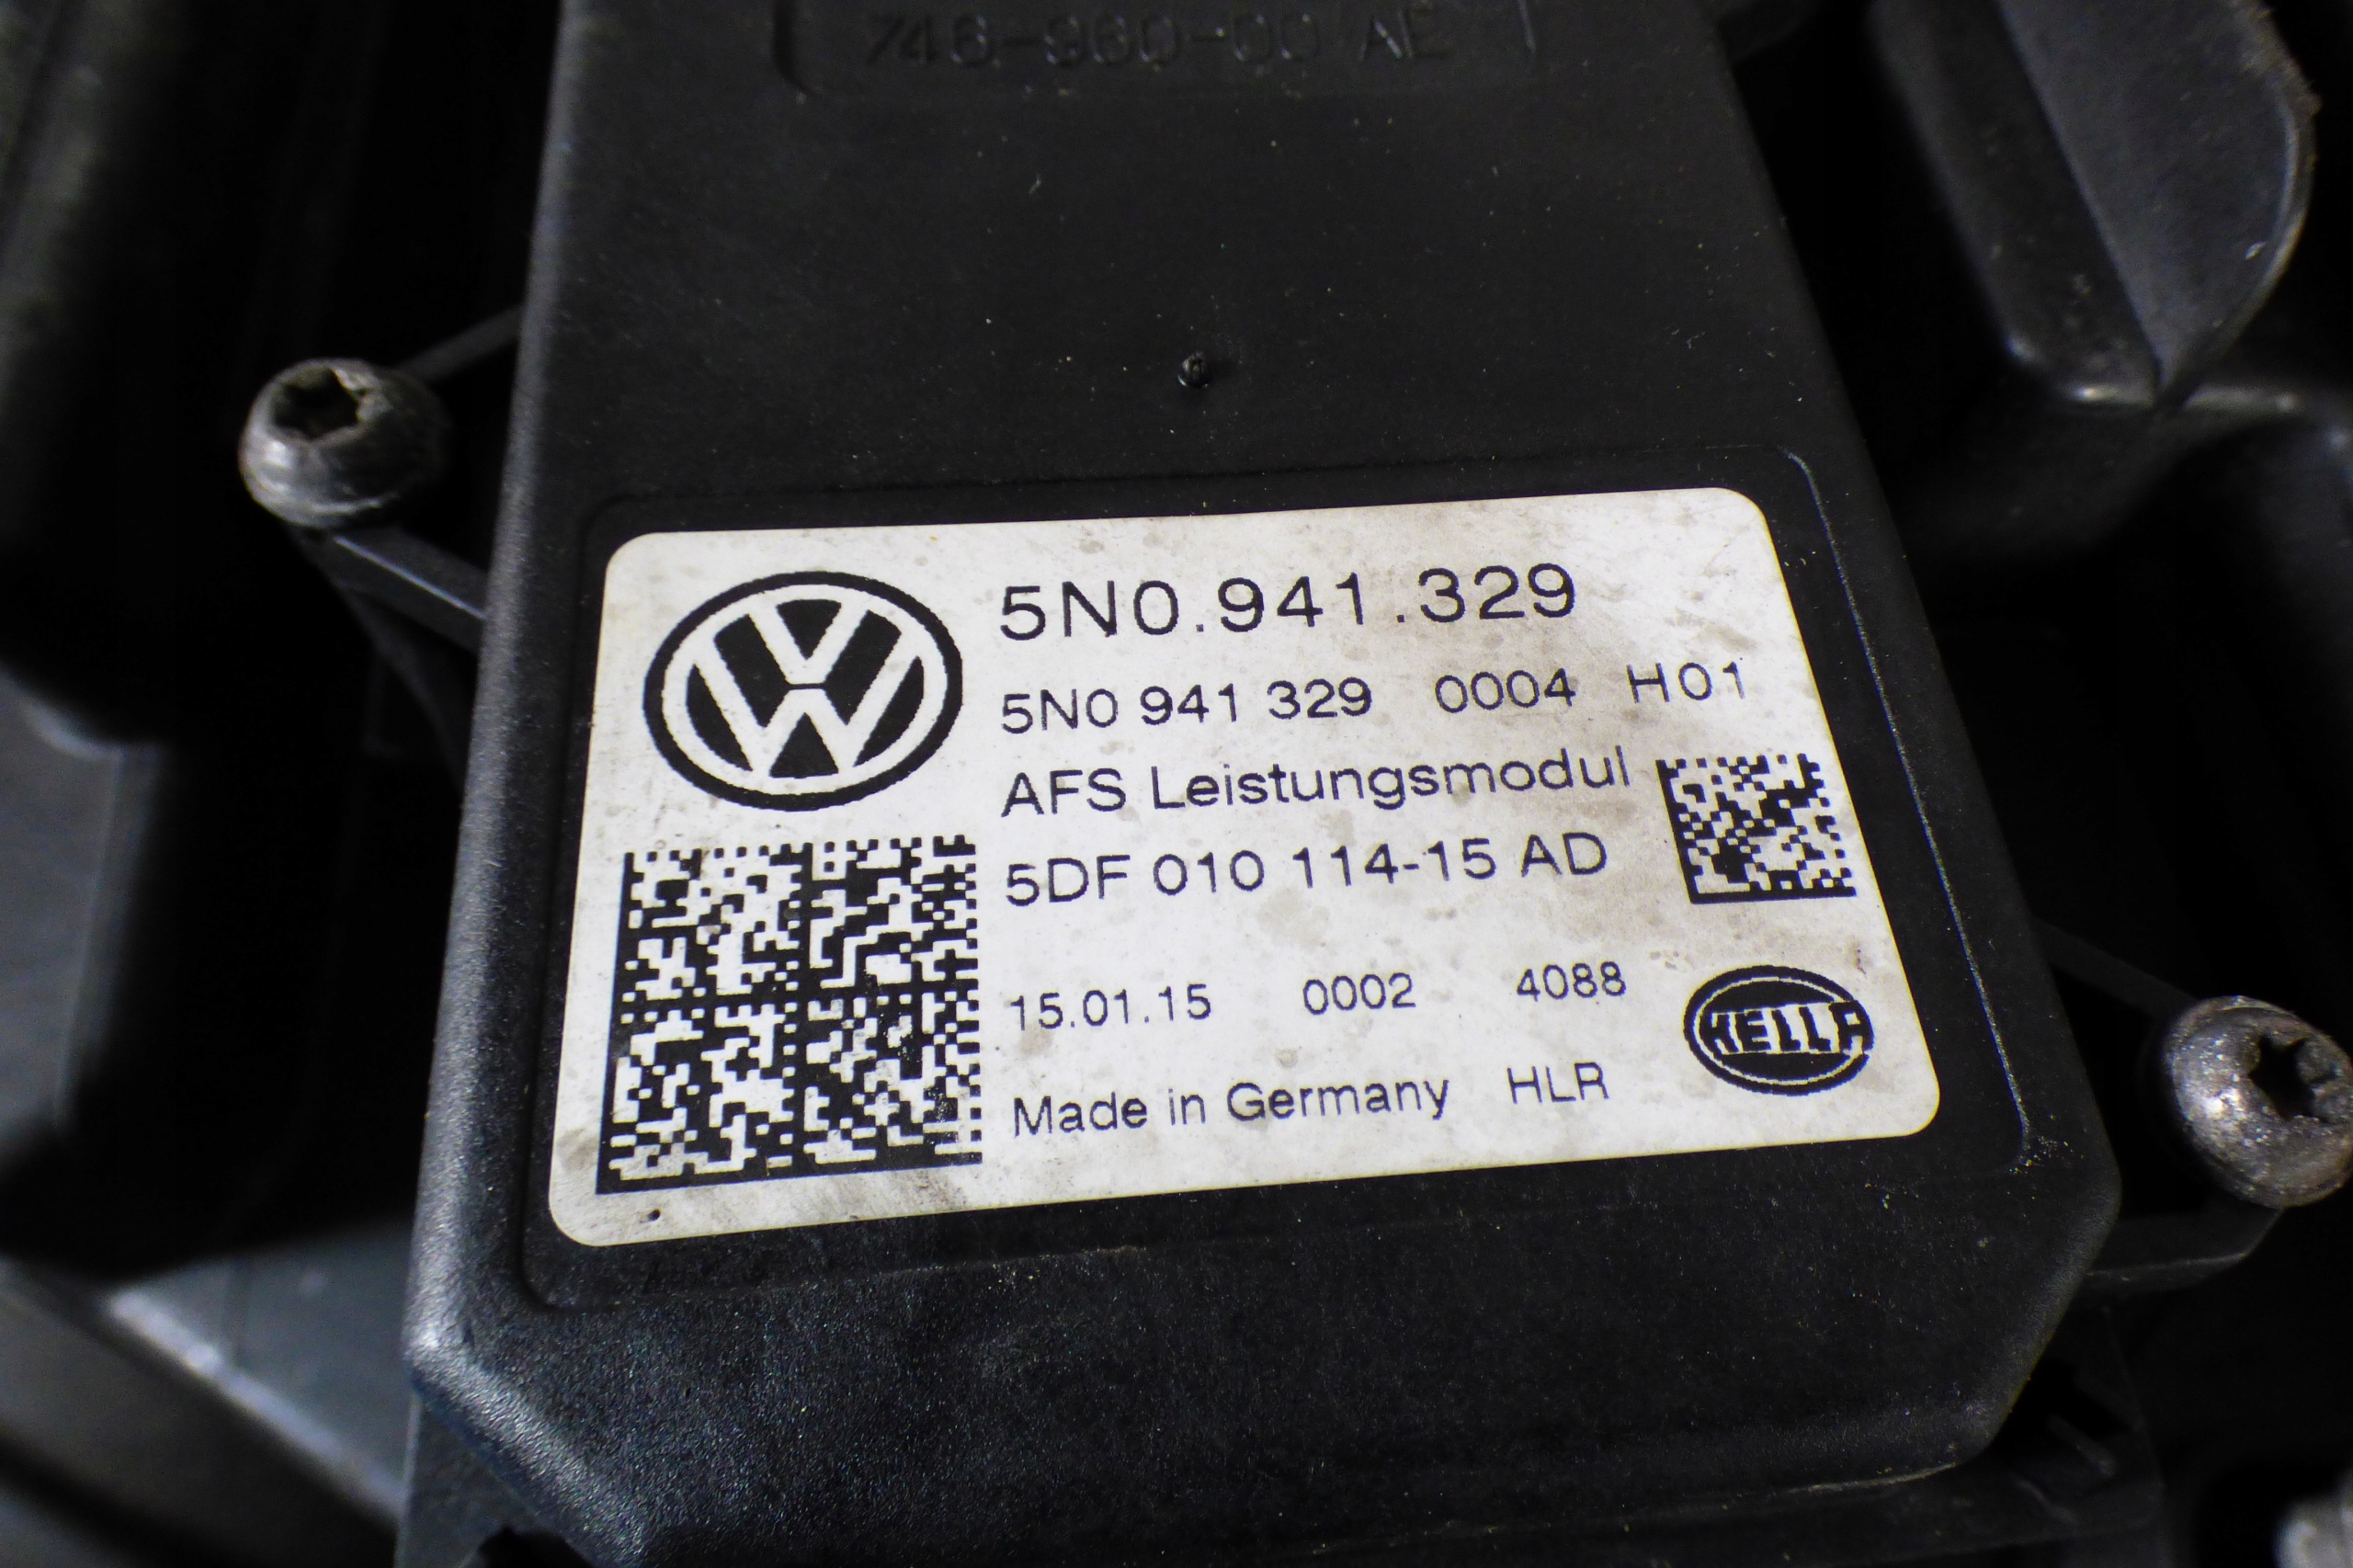 746-960-00 AE
5N0.941.329
5N0 941 329 0004 H01
AFS Leistungsmodul
5DF 010 114-15 AD
15.01.15 0002 4088
Made in Germany HLR
HELLA